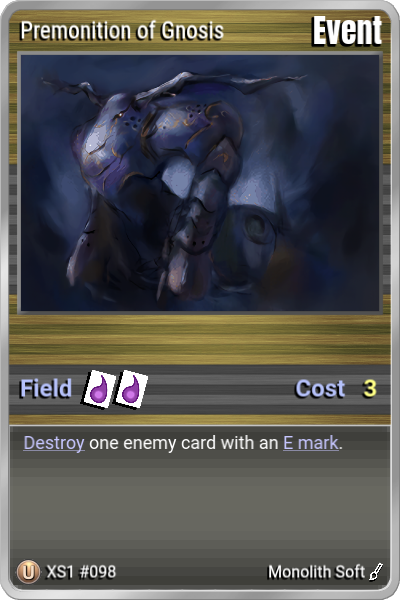 Premonition of Gnosis Event
Field Cost 3
Destroy one enemy card with an E mark.
U XS1 #098 Monolith Soft